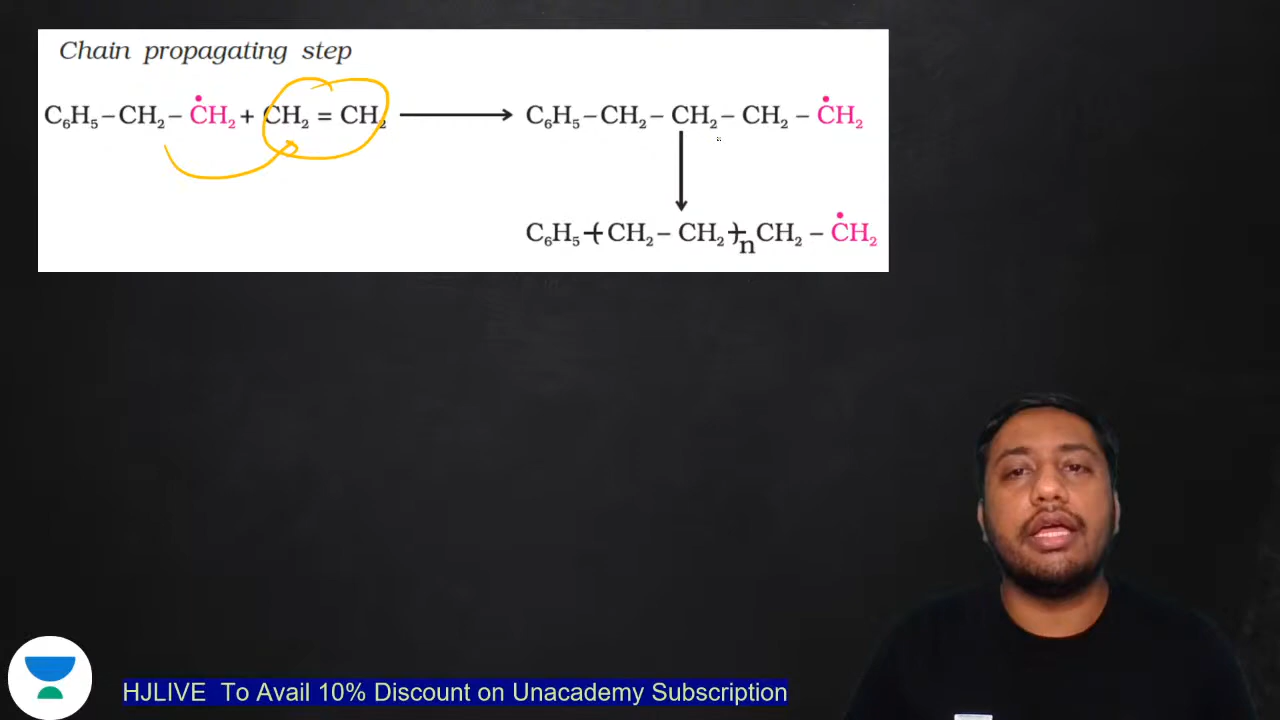 Chain propagating step
C₆H₅–CH₂–ĊH₂ + CH₂ = CH₂ ⟶ C₆H₅–CH₂–CH₂–CH₂–ĊH₂
C₆H₅–(CH₂–CH₂)–n CH₂–ĊH₂
HJLIVE To Avail 10% Discount on Unacademy Subscription